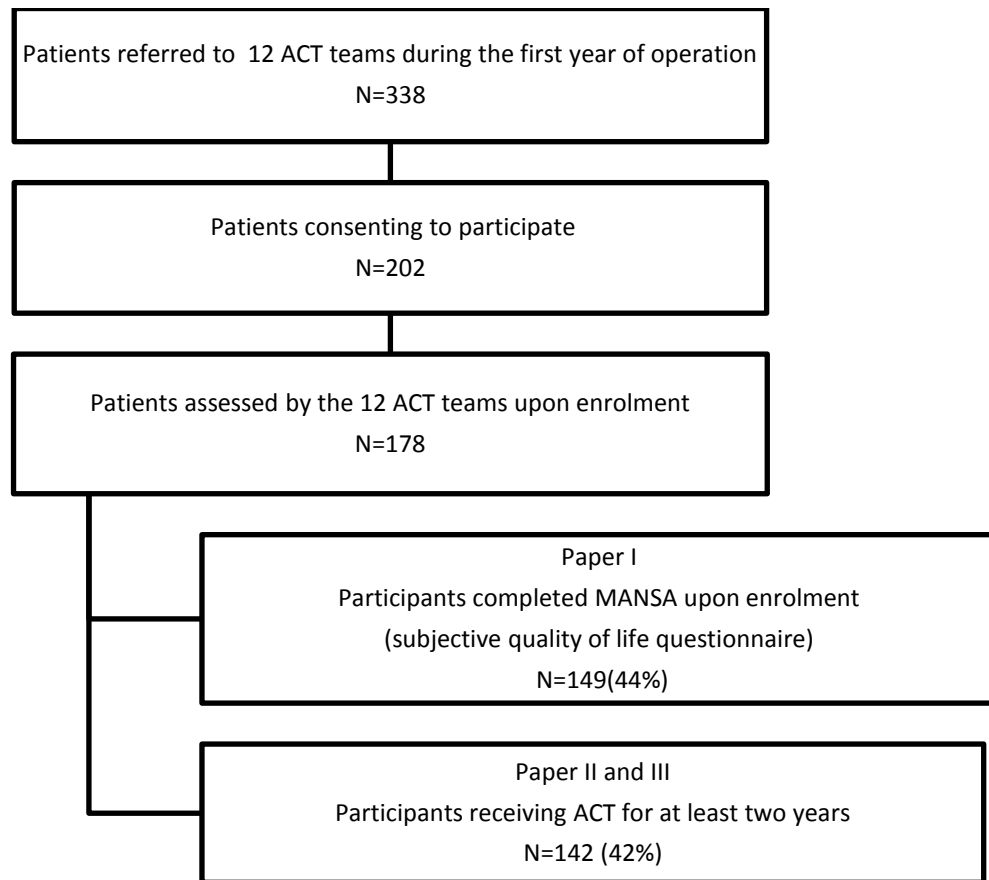 Patients referred to 12 ACT teams during the first year of operation
N=338
Patients consenting to participate
N=202
Patients assessed by the 12 ACT teams upon enrolment
N=178
Paper I
Participants completed MANSA upon enrolment
(subjective quality of life questionnaire)
N=149(44%)
Paper II and III
Participants receiving ACT for at least two years
N=142 (42%)